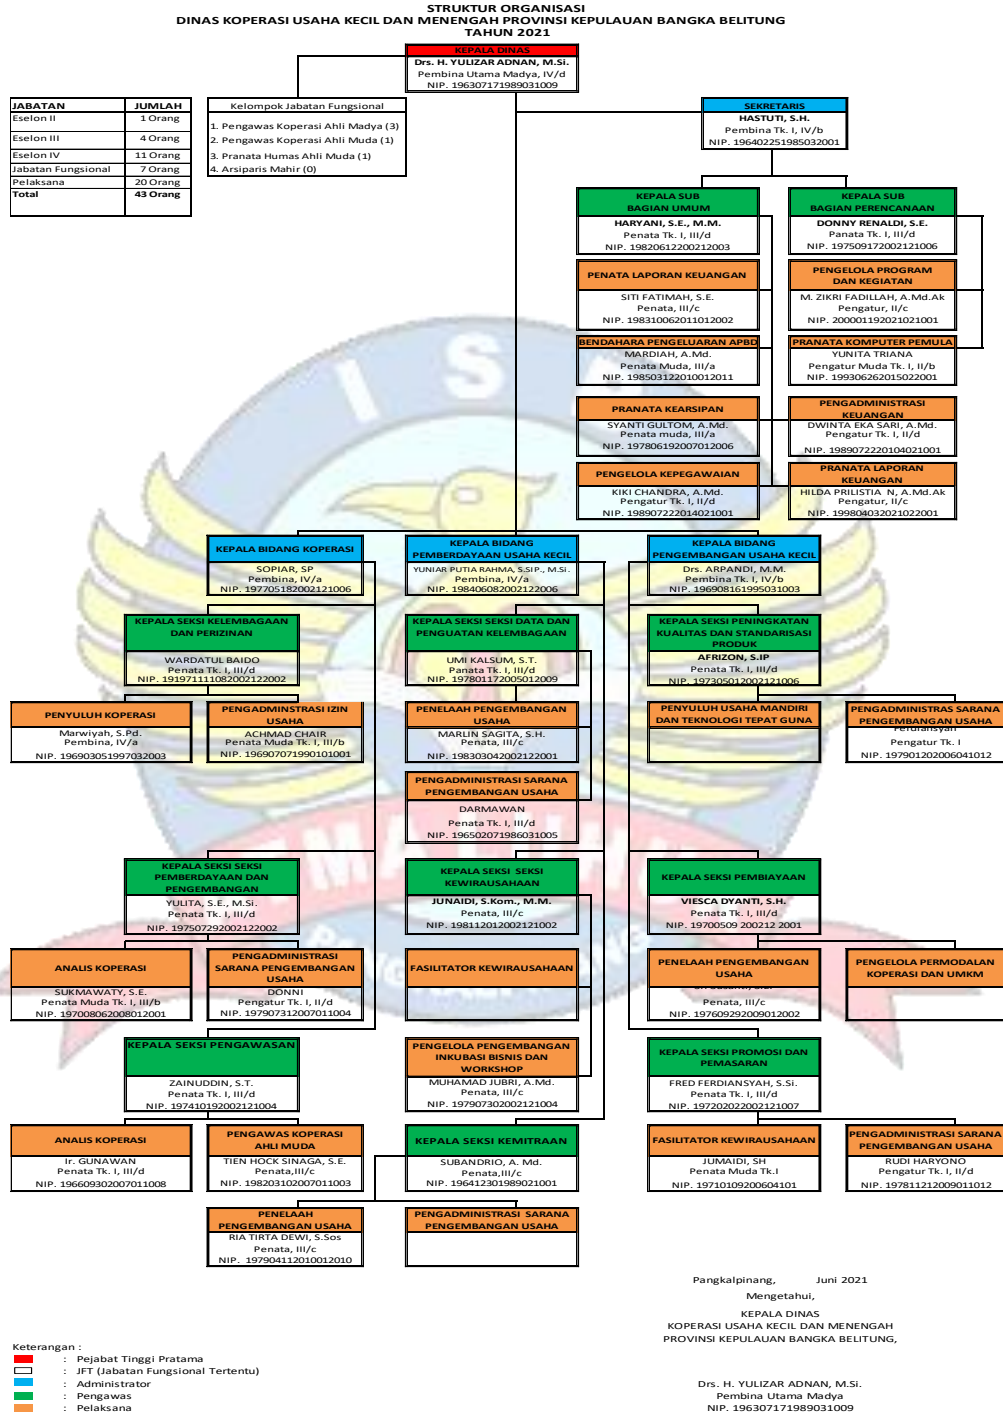 STRUKTUR ORGANISASI
DINAS KOPERASI USAHA KECIL DAN MENENGAH PROVINSI KEPULAUAN BANGKA BELITUNG
TAHUN 2021
KEPALA DINAS
Drs. H. YULIZAR ADNAN, M.Si.
Pembina Utama Madya, IV/d
NIP. 196307171989031009
JABATAN JUMLAH
Eselon II 1 Orang
Eselon III 4 Orang
Eselon IV 11 Orang
Jabatan Fungsional 7 Orang
Pelaksana 20 Orang
Total 43 Orang
Kelompok Jabatan Fungsional
1. Pengawas Koperasi Ahli Madya (3)
2. Pengawas Koperasi Ahli Muda (1)
3. Pranata Humas Ahli Muda (1)
4. Arsiparis Mahir (0)
SEKRETARIS
HASTUTI, S.H.
Pembina Tk. I, IV/b
NIP. 196402251985032001
KEPALA SUB
BAGIAN UMUM
HARYANI, S.E., M.M.
Penata Tk. I, III/d
NIP. 19820612200212003
KEPALA SUB
BAGIAN PERENCANAAN
DONNY RENALDI, S.E.
Panata Tk. I, III/d
NIP. 197509172002121006
PENATA LAPORAN KEUANGAN
SITI FATIMAH, S.E.
Penata, III/c
NIP. 198310062011012002
PENGELOLA PROGRAM
DAN KEGIATAN
M. ZIKRI FADILLAH, A.Md.Ak
Pengatur, II/c
NIP. 200001192021021001
BENDAHARA PENGELUARAN APBD
MARDIAH, A.Md.
Penata Muda, III/a
NIP. 198503122010012011
PRANATA KOMPUTER PEMULA
YUNITA TRIANA
Pengatur Muda Tk. I, II/b
NIP. 199306262015022001
PRANATA KEARSIPAN
SYANTI GULTOM, A.Md.
Penata muda, III/a
NIP. 197806192007012006
PENGADMINISTRASI
KEUANGAN
DWINTA EKA SARI, A.Md.
Pengatur Tk. I, II/d
NIP. 1989072220104021001
PENGELOLA KEPEGAWAIAN
KIKI CHANDRA, A.Md.
Pengatur Tk. I, II/d
NIP. 198907222014021001
PRANATA LAPORAN
KEUANGAN
HILDA PRILISTIA N, A.Md.Ak
Pengatur, II/c
NIP. 199804032021022001
KEPALA BIDANG KOPERASI
SOPIAR, SP
Pembina, IV/a
NIP. 197705182002121006
KEPALA BIDANG
PEMBERDAYAAN USAHA KECIL
YUNIAR PUTIA RAHMA, S.SIP., M.Si.
Pembina, IV/a
NIP. 198406082002122006
KEPALA BIDANG
PENGEMBANGAN USAHA KECIL
Drs. ARPANDI, M.M.
Pembina Tk. I, IV/b
NIP. 196908161995031003
KEPALA SEKSI KELEMBAGAAN
DAN PERIZINAN
WARDATUL BAIDO
Penata Tk. I, III/d
NIP. 1919711110820021220​02
KEPALA SEKSI SEKSI DATA DAN
PENGUATAN KELEMBAGAAN
UMI KALSUM, S.T.
Panata Tk. I, III/d
NIP. 197801172005012009
KEPALA SEKSI PENINGKATAN
KUALITAS DAN STANDARISASI
PRODUK
AFRIZON, S.IP
Penata Tk. I, III/d
NIP. 197305012002121006
PENYULUH KOPERASI
Marwiyah, S.Pd.
Pembina, IV/a
NIP. 196903051997032003
PENGADMINSTRASI IZIN
USAHA
ACHMAD CHAIR
Penata Muda Tk. I, III/b
NIP. 196907071990101001
PENELAAH PENGEMBANGAN
USAHA
MARLIN SAGITA, S.H.
Penata, III/c
NIP. 198303042002122001
PENYULUH USAHA MANDIRI
DAN TEKNOLOGI TEPAT GUNA
PENGADMINISTRAS SARANA
PENGEMBANGAN USAHA
Ferdiansyah
Pengatur Tk. I
NIP. 197901202006041012
PENGADMINISTRASI SARANA
PENGEMBANGAN USAHA
DARMAWAN
Penata Tk. I, III/d
NIP. 196502071986031005
KEPALA SEKSI SEKSI
PEMBERDAYAAN DAN
PENGEMBANGAN
YULITA, S.E., M.Si.
Penata Tk. I, III/d
NIP. 197507292002122002
KEPALA SEKSI SEKSI
KEWIRAUSAHAAN
JUNAIDI, S.Kom., M.M.
Penata, III/c
NIP. 198112012002121002
KEPALA SEKSI PEMBIAYAAN
VIESCA DYANTI, S.H.
Penata Tk. I, III/d
NIP. 19700509 200212 2001
ANALIS KOPERASI
SUKMAWATY, S.E.
Penata Muda Tk. I, III/b
NIP. 197008062008012001
PENGADMINISTRASI
SARANA PENGEMBANGAN
USAHA
DONNI
Pengatur Tk. I, II/d
NIP. 197907312007011004
FASILITATOR KEWIRAUSAHAAN
PENELAAH PENGEMBANGAN
USAHA
Penata, III/c
NIP. 197609292009012002
PENGELOLA PERMODALAN
KOPERASI DAN UMKM
KEPALA SEKSI PENGAWASAN
ZAINUDDIN, S.T.
Penata Tk. I, III/d
NIP. 197410192002121004
PENGELOLA PENGEMBANGAN
INKUBASI BISNIS DAN
WORKSHOP
MUHAMAD JUBRI, A.Md.
Penata, III/c
NIP. 197907302002121004
KEPALA SEKSI PROMOSI DAN
PEMASARAN
FRED FERDIANSYAH, S.Si.
Penata Tk. I, III/d
NIP. 197202022002121007
ANALIS KOPERASI
Ir. GUNAWAN
Penata Tk. I, III/d
NIP. 196609302007011008
PENGAWAS KOPERASI
AHLI MUDA
TIEN HOCK SINAGA, S.E.
Penata,III/c
NIP. 198203102007011003
KEPALA SEKSI KEMITRAAN
SUBANDRIO, A. Md.
Penata,III/c
NIP. 196412301989021001
FASILITATOR KEWIRAUSAHAAN
JUMAIDI, SH
Penata Muda Tk.I
NIP. 19710109200604101
PENGADMINISTRASI SARANA
PENGEMBANGAN USAHA
RUDI HARYONO
Pengatur Tk. I, II/d
NIP. 197811212009011012
PENELAAH
PENGEMBANGAN USAHA
RIA TIRTA DEWI, S.Sos
Penata, III/c
NIP. 197904112010012010
PENGADMINISTRASI SARANA
PENGEMBANGAN USAHA
Pangkalpinang, Juni 2021
Mengetahui,
KEPALA DINAS
KOPERASI USAHA KECIL DAN MENENGAH
PROVINSI KEPULAUAN BANGKA BELITUNG,
Drs. H. YULIZAR ADNAN, M.Si.
Pembina Utama Madya
NIP. 196307171989031009
Keterangan :
: Pejabat Tinggi Pratama
: JFT (Jabatan Fungsional Tertentu)
: Administrator
: Pengawas
: Pelaksana